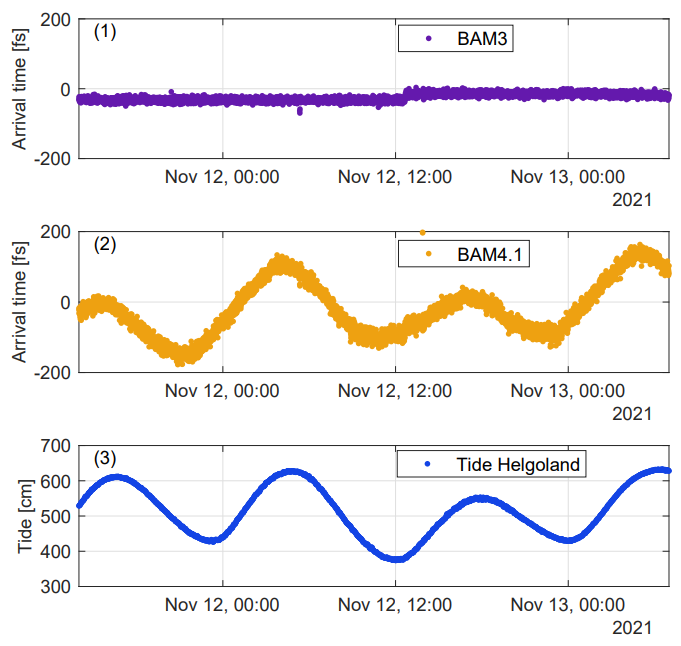 (1)
BAM3
Arrival time [fs]
200
0
-200
Nov 12, 00:00 Nov 12, 12:00 Nov 13, 00:00
2021
(2)
BAM4.1
Arrival time [fs]
200
0
-200
Nov 12, 00:00 Nov 12, 12:00 Nov 13, 00:00
2021
(3)
Tide Helgoland
Tide [cm]
700
600
500
400
300
Nov 12, 00:00 Nov 12, 12:00 Nov 13, 00:00
2021